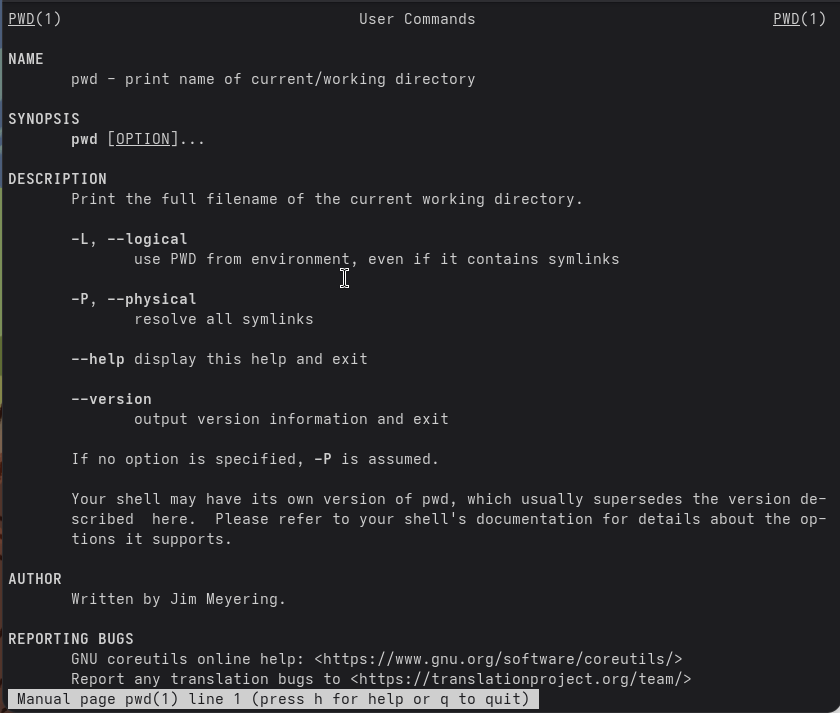 PWD(1) User Commands PWD(1)
NAME
pwd - print name of current/working directory
SYNOPSIS
pwd [OPTION]...
DESCRIPTION
Print the full filename of the current working directory.
-L, --logical
use PWD from environment, even if it contains symlinks
-P, --physical
resolve all symlinks
--help display this help and exit
--version
output version information and exit
If no option is specified, -P is assumed.
Your shell may have its own version of pwd, which usually supersedes the version de-
scribed  here.  Please refer to your shell's documentation for details about the op-
tions it supports.
AUTHOR
Written by Jim Meyering.
REPORTING BUGS
GNU coreutils online help: <https://www.gnu.org/software/coreutils/>
Report any translation bugs to <https://translationproject.org/team/>
Manual page pwd(1) line 1 (press h for help or q to quit)